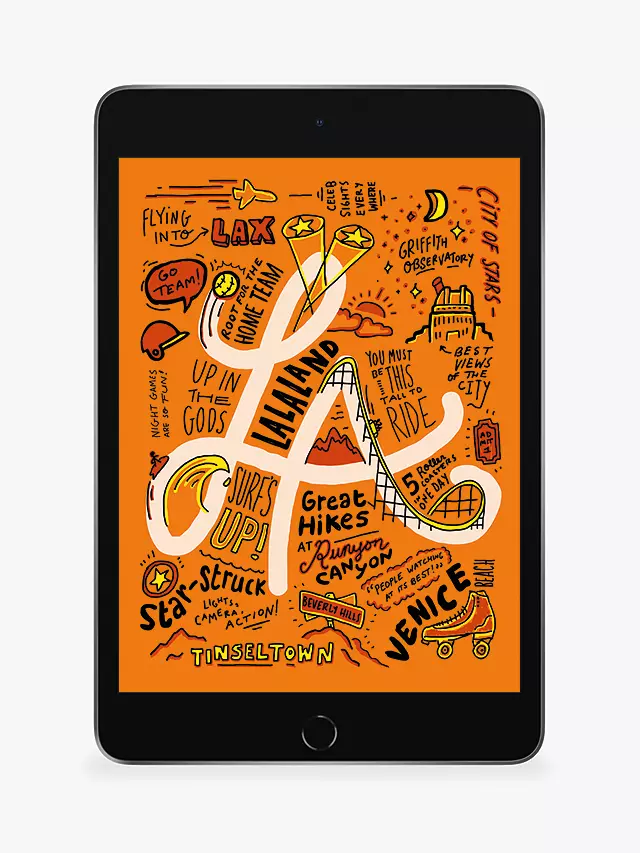 FLYING
INTO
LAX
CELEB
SIGHTS
EVERY
WHERE
CITY OF STARS
GRIFFITH
OBSERVATORY
GO
TEAM!
ROOT FOR THE
HOME TEAM
BEST
VIEWS
OF THE
CITY
NIGHT GAMES
ARE SO FUN!
UP IN
THE
GODS
LALALAND
YOU MUST
BE THIS
TALL TO
RIDE
LA
ADMIT
1
5 Roller
COASTERS
IN
ONE DAY
SURF'S
UP!
Great
HiKES
AT Runyon
CANYON
STAR-STRUCK
LIGHTS,
CAMERA,
ACTION!
"PEOPLE WATCHING
AT ITS BEST!"
VENICE
BEACH
BEVERLY HILLS
TINSELTOWN